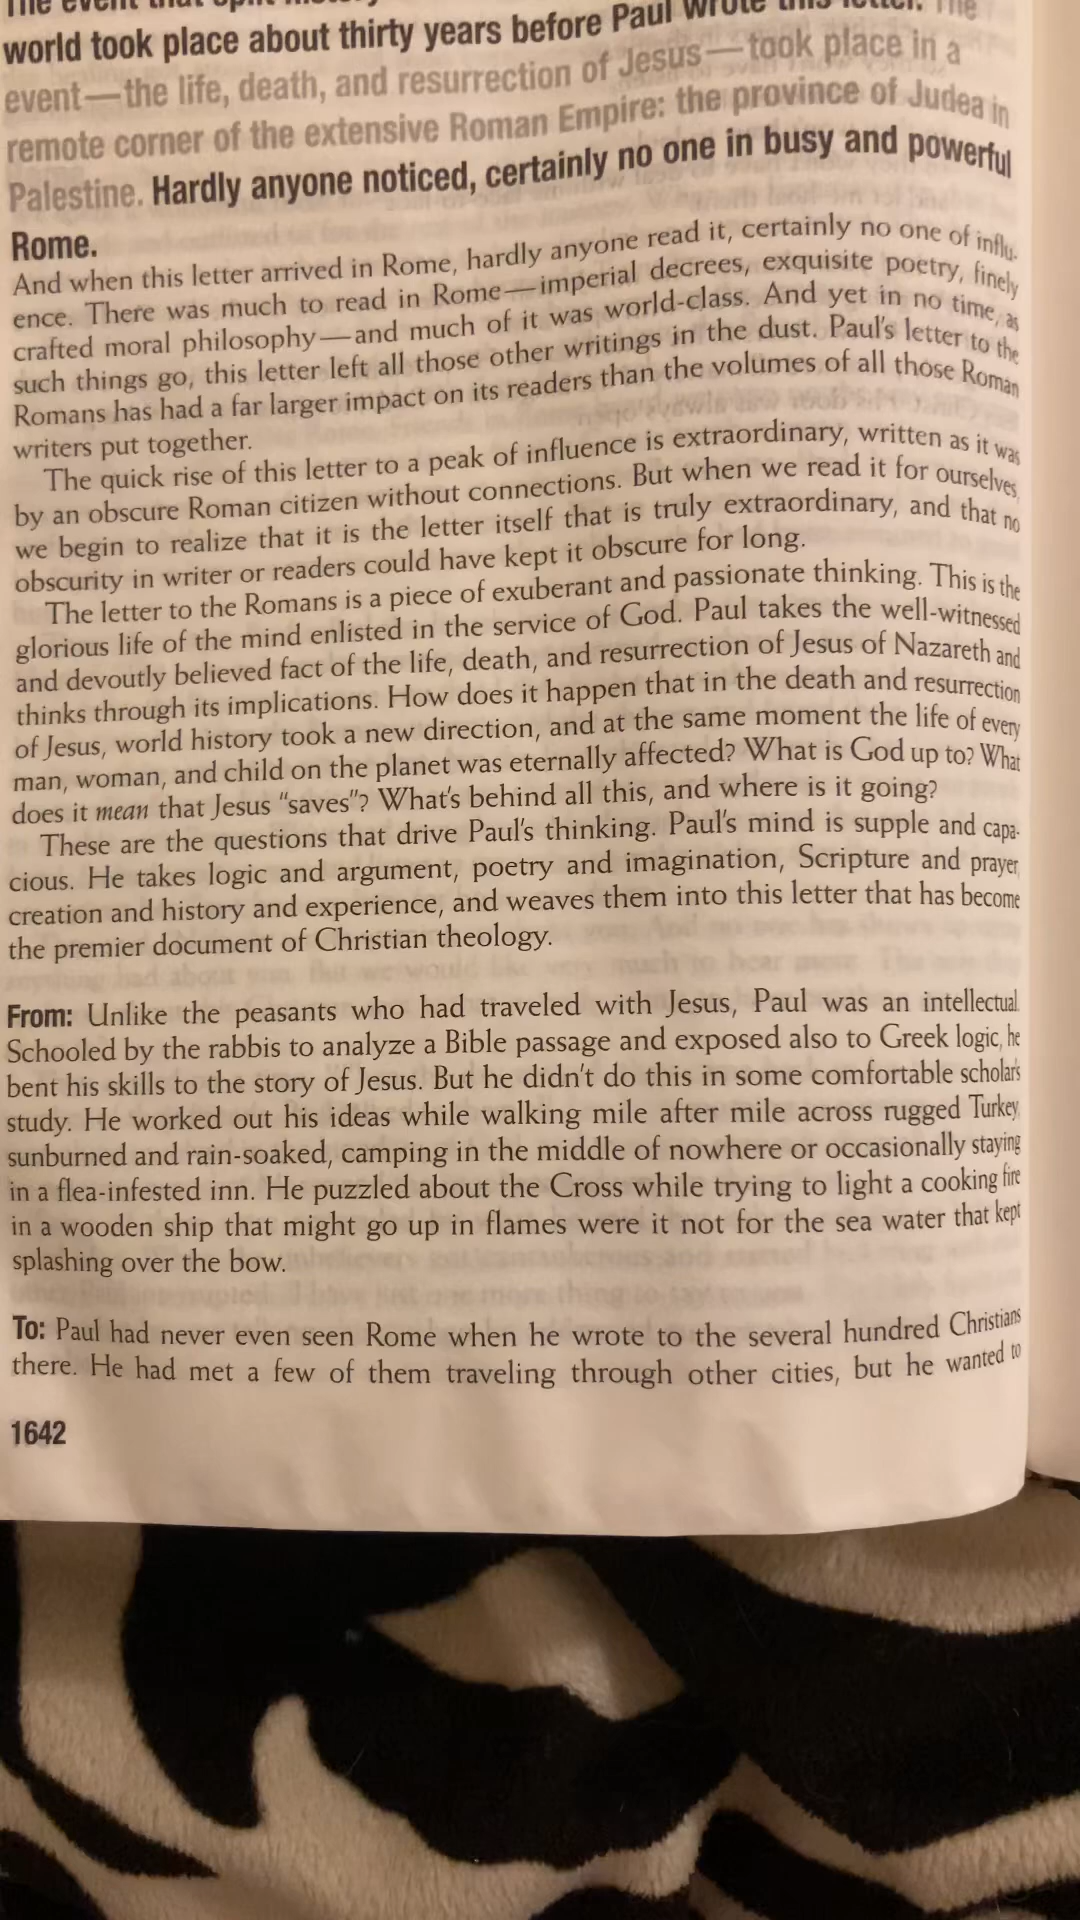 The event that split history
world took place about thirty years before Paul wrote this letter. The
event—the life, death, and resurrection of Jesus—took place in a
remote corner of the extensive Roman Empire: the province of Judea in
Palestine. Hardly anyone noticed, certainly no one in busy and powerful
Rome.
And when this letter arrived in Rome, hardly anyone read it, certainly no one of influ-
ence. There was much to read in Rome—imperial decrees, exquisite poetry, finely
crafted moral philosophy—and much of it was world-class. And yet in no time, as
such things go, this letter left all those other writings in the dust. Paul's letter to the
Romans has had a far larger impact on its readers than the volumes of all those Roman
writers put together.
The quick rise of this letter to a peak of influence is extraordinary, written as it was
by an obscure Roman citizen without connections. But when we read it for ourselves,
we begin to realize that it is the letter itself that is truly extraordinary, and that no
obscurity in writer or readers could have kept it obscure for long.
The letter to the Romans is a piece of exuberant and passionate thinking. This is the
glorious life of the mind enlisted in the service of God. Paul takes the well-witnessed
and devoutly believed fact of the life, death, and resurrection of Jesus of Nazareth and
thinks through its implications. How does it happen that in the death and resurrection
of Jesus, world history took a new direction, and at the same moment the life of every
man, woman, and child on the planet was eternally affected? What is God up to? What
does it mean that Jesus "saves"? What's behind all this, and where is it going?
These are the questions that drive Paul's thinking. Paul's mind is supple and capa-
cious. He takes logic and argument, poetry and imagination, Scripture and prayer,
creation and history and experience, and weaves them into this letter that has become
the premier document of Christian theology.
From: Unlike the peasants who had traveled with Jesus, Paul was an intellectual.
Schooled by the rabbis to analyze a Bible passage and exposed also to Greek logic, he
bent his skills to the story of Jesus. But he didn't do this in some comfortable scholar's
study. He worked out his ideas while walking mile after mile across rugged Turkey,
sunburned and rain-soaked, camping in the middle of nowhere or occasionally staying
in a flea-infested inn. He puzzled about the Cross while trying to light a cooking fire
in a wooden ship that might go up in flames were it not for the sea water that kept
splashing over the bow.
To: Paul had never even seen Rome when he wrote to the several hundred Christians
there. He had met a few of them traveling through other cities, but he wanted to
1642